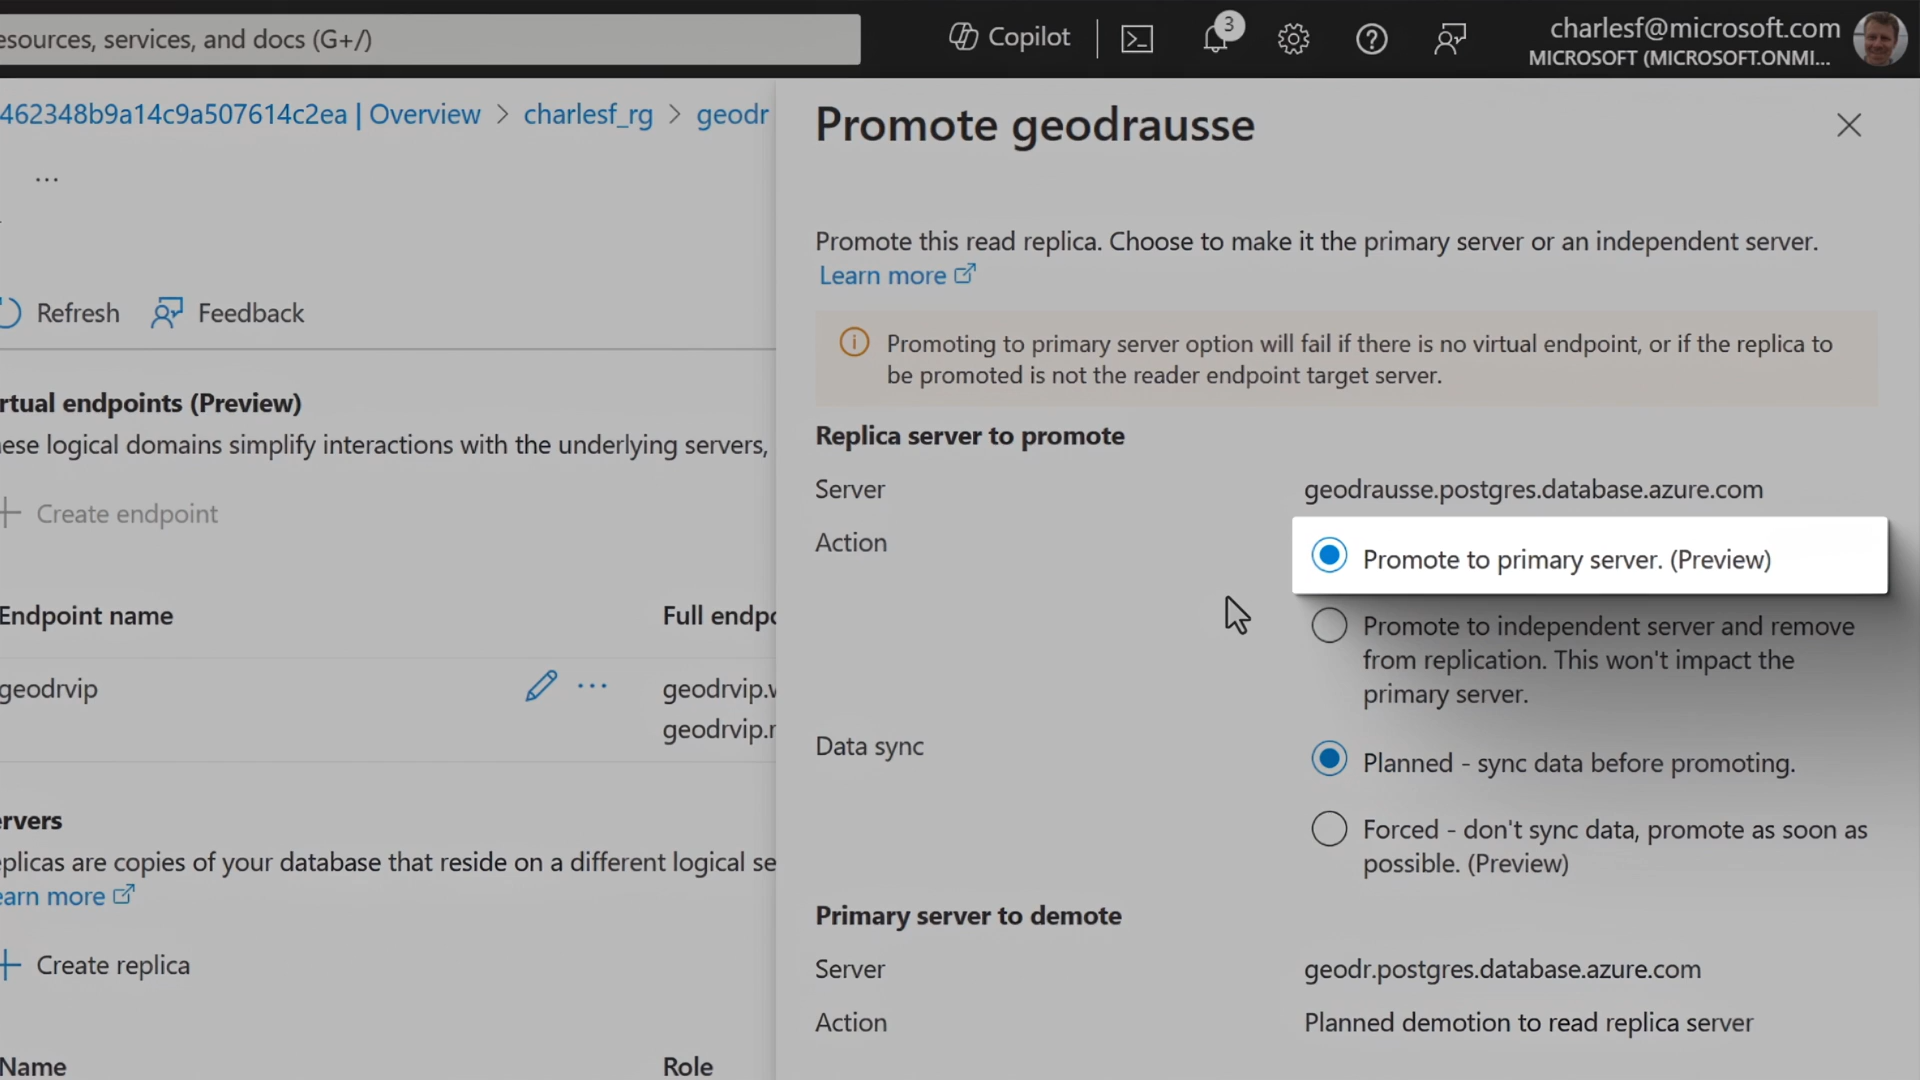 esources, services, and docs (G+/)
Copilot
3
charlesf@microsoft.com
MICROSOFT (MICROSOFT.ONMI...
462348b9a14c9a507614c2ea | Overview > charlesf_rg > geodr
...
Refresh
Feedback
rtual endpoints (Preview)
ese logical domains simplify interactions with the underlying servers,
Create endpoint
Endpoint name
Full endpo
geodrvip
...
geodrvip.w
geodrvip.r
ervers
eplicas are copies of your database that reside on a different logical se
earn more
Create replica
Name
Role
Promote geodrausse
Promote this read replica. Choose to make it the primary server or an independent server.
Learn more
Promoting to primary server option will fail if there is no virtual endpoint, or if the replica to
be promoted is not the reader endpoint target server.
Replica server to promote
Server
geodrausse.postgres.database.azure.com
Action
Promote to primary server. (Preview)
Promote to independent server and remove
from replication. This won't impact the
primary server.
Data sync
Planned - sync data before promoting.
Forced - don't sync data, promote as soon as
possible. (Preview)
Primary server to demote
Server
geodr.postgres.database.azure.com
Action
Planned demotion to read replica server